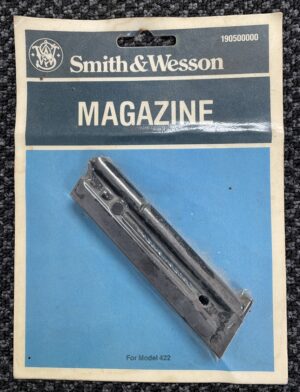 190500000
Smith & Wesson
MAGAZINE
For Model 422